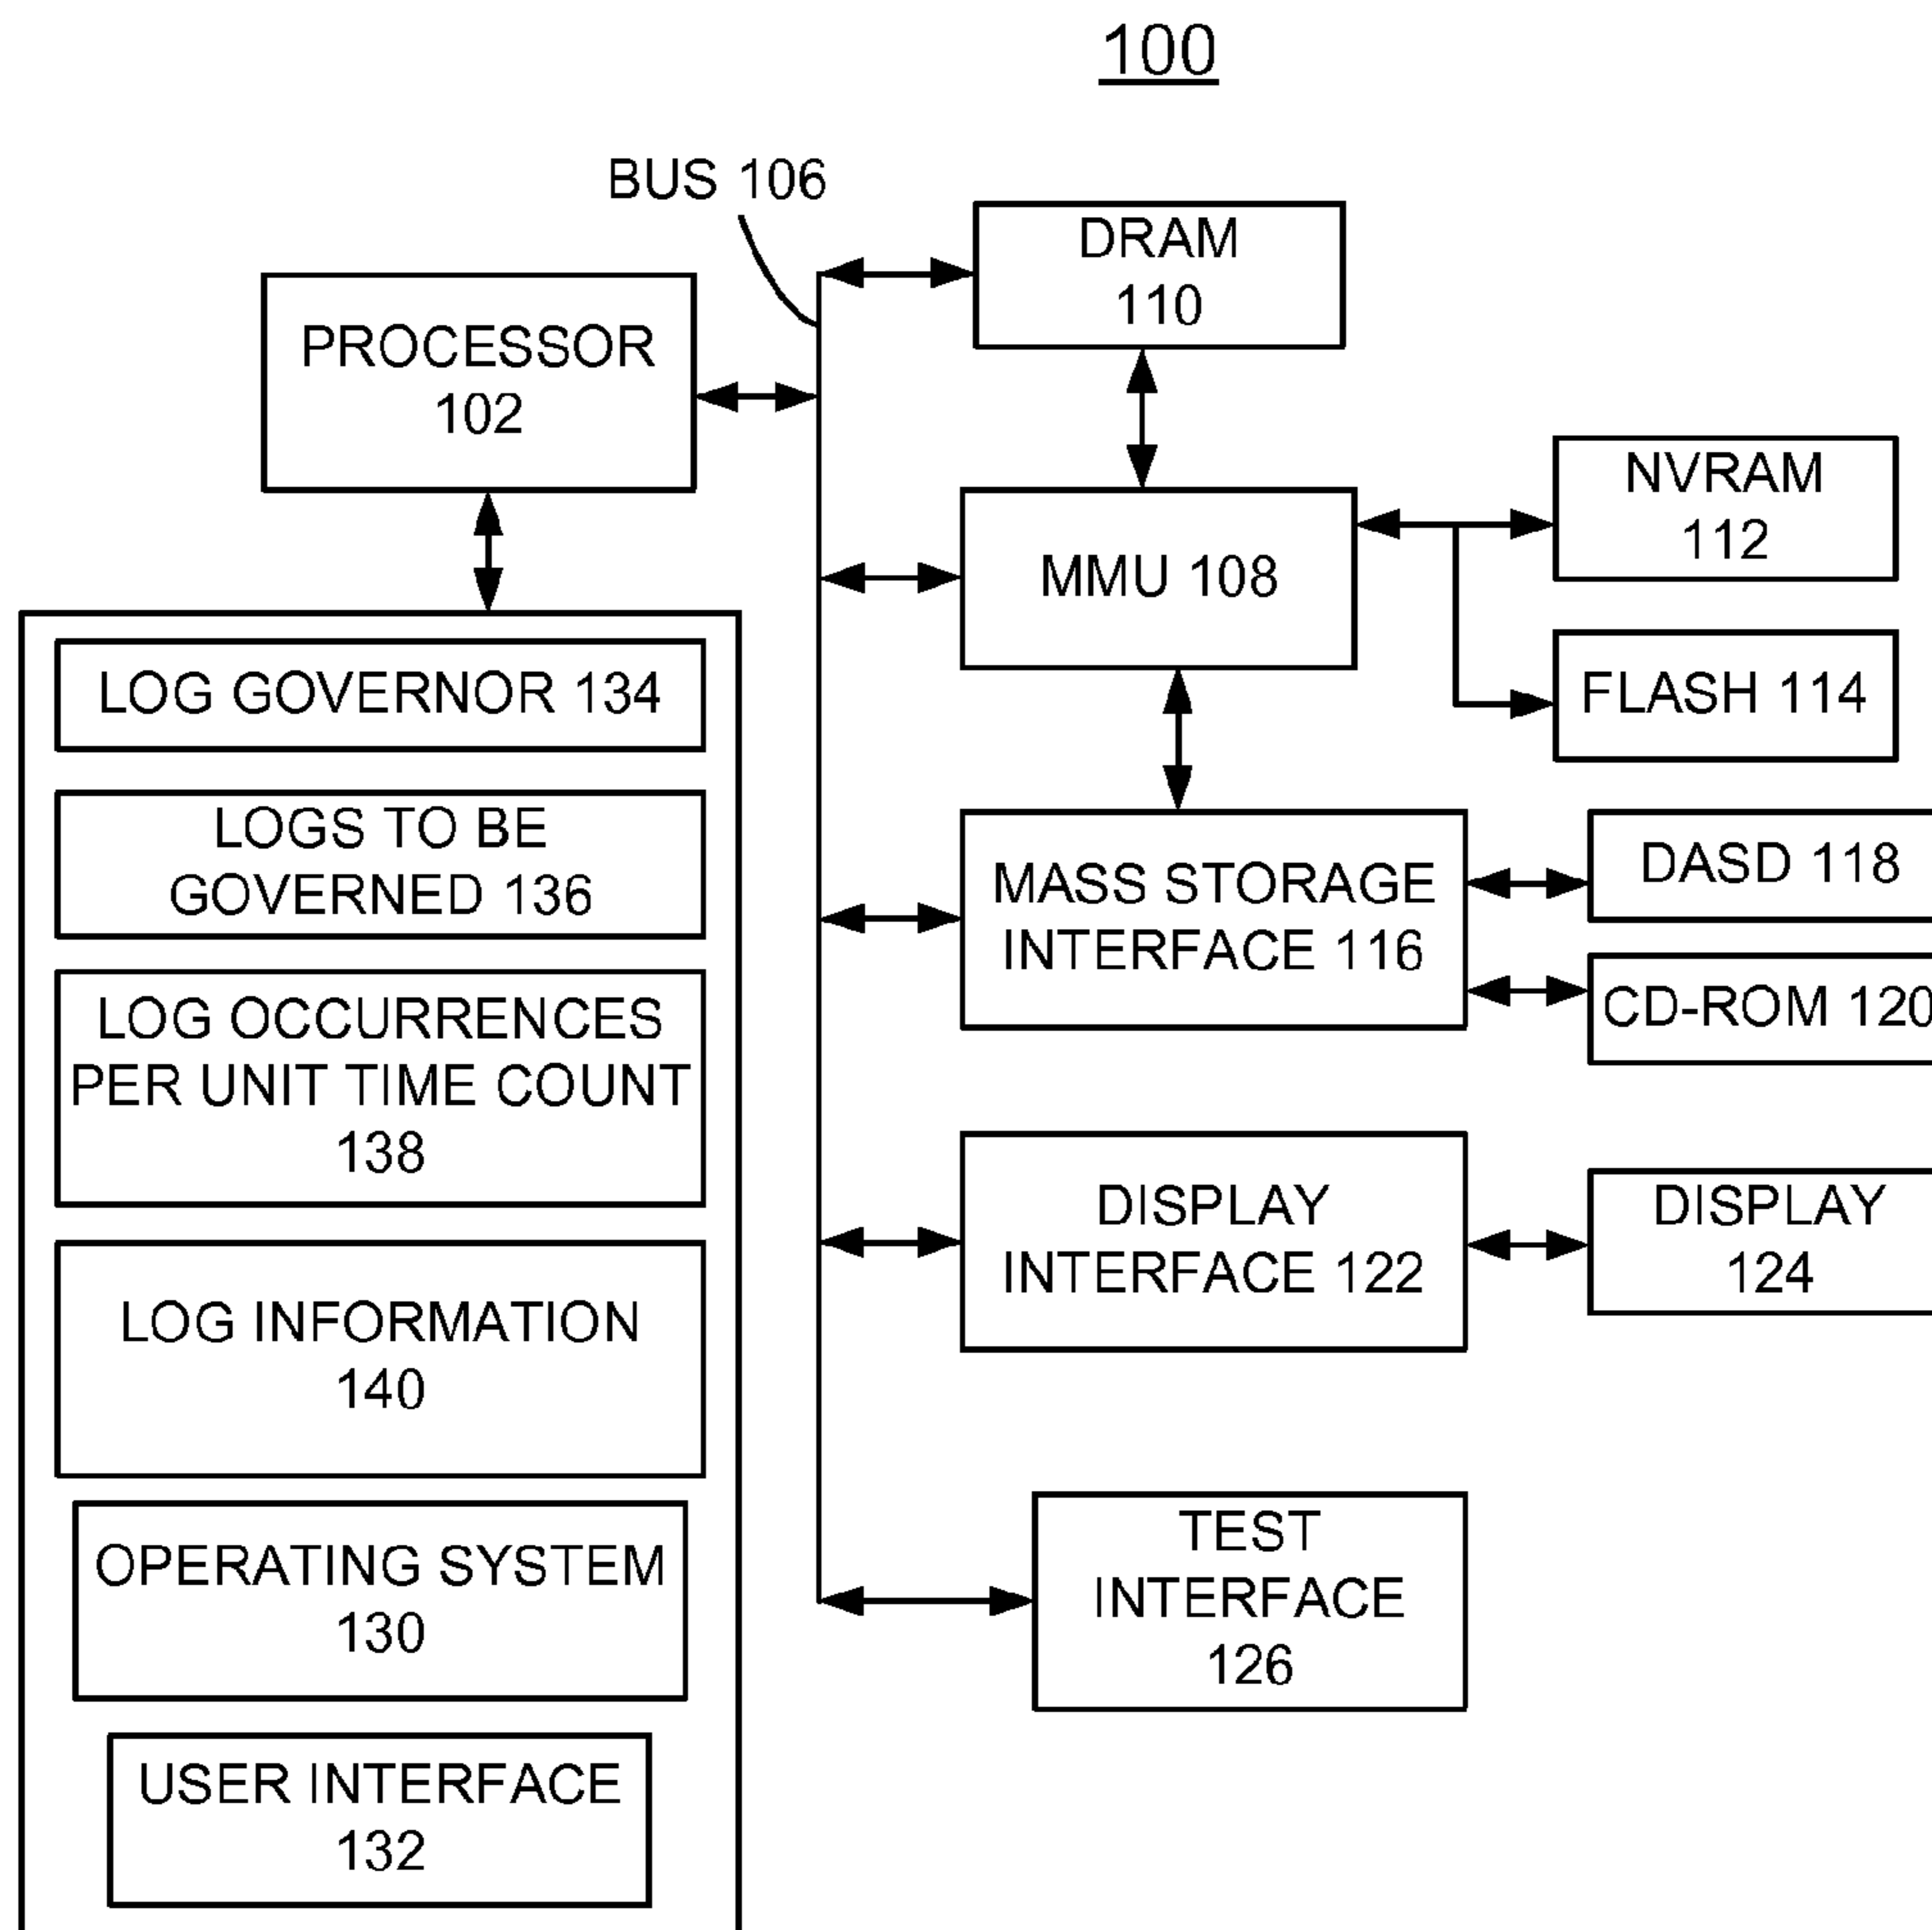 100
BUS 106
DRAM
110
PROCESSOR
102
NVRAM
112
MMU 108
FLASH 114
LOG GOVERNOR 134
LOGS TO BE
GOVERNED 136
MASS STORAGE
INTERFACE 116
DASD 118
CD-ROM 120
LOG OCCURRENCES
PER UNIT TIME COUNT
138
DISPLAY
INTERFACE 122
DISPLAY
124
LOG INFORMATION
140
TEST
INTERFACE
126
OPERATING SYSTEM
130
USER INTERFACE
132